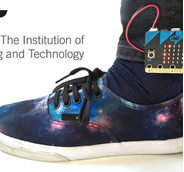 The Institution of
g and Technology